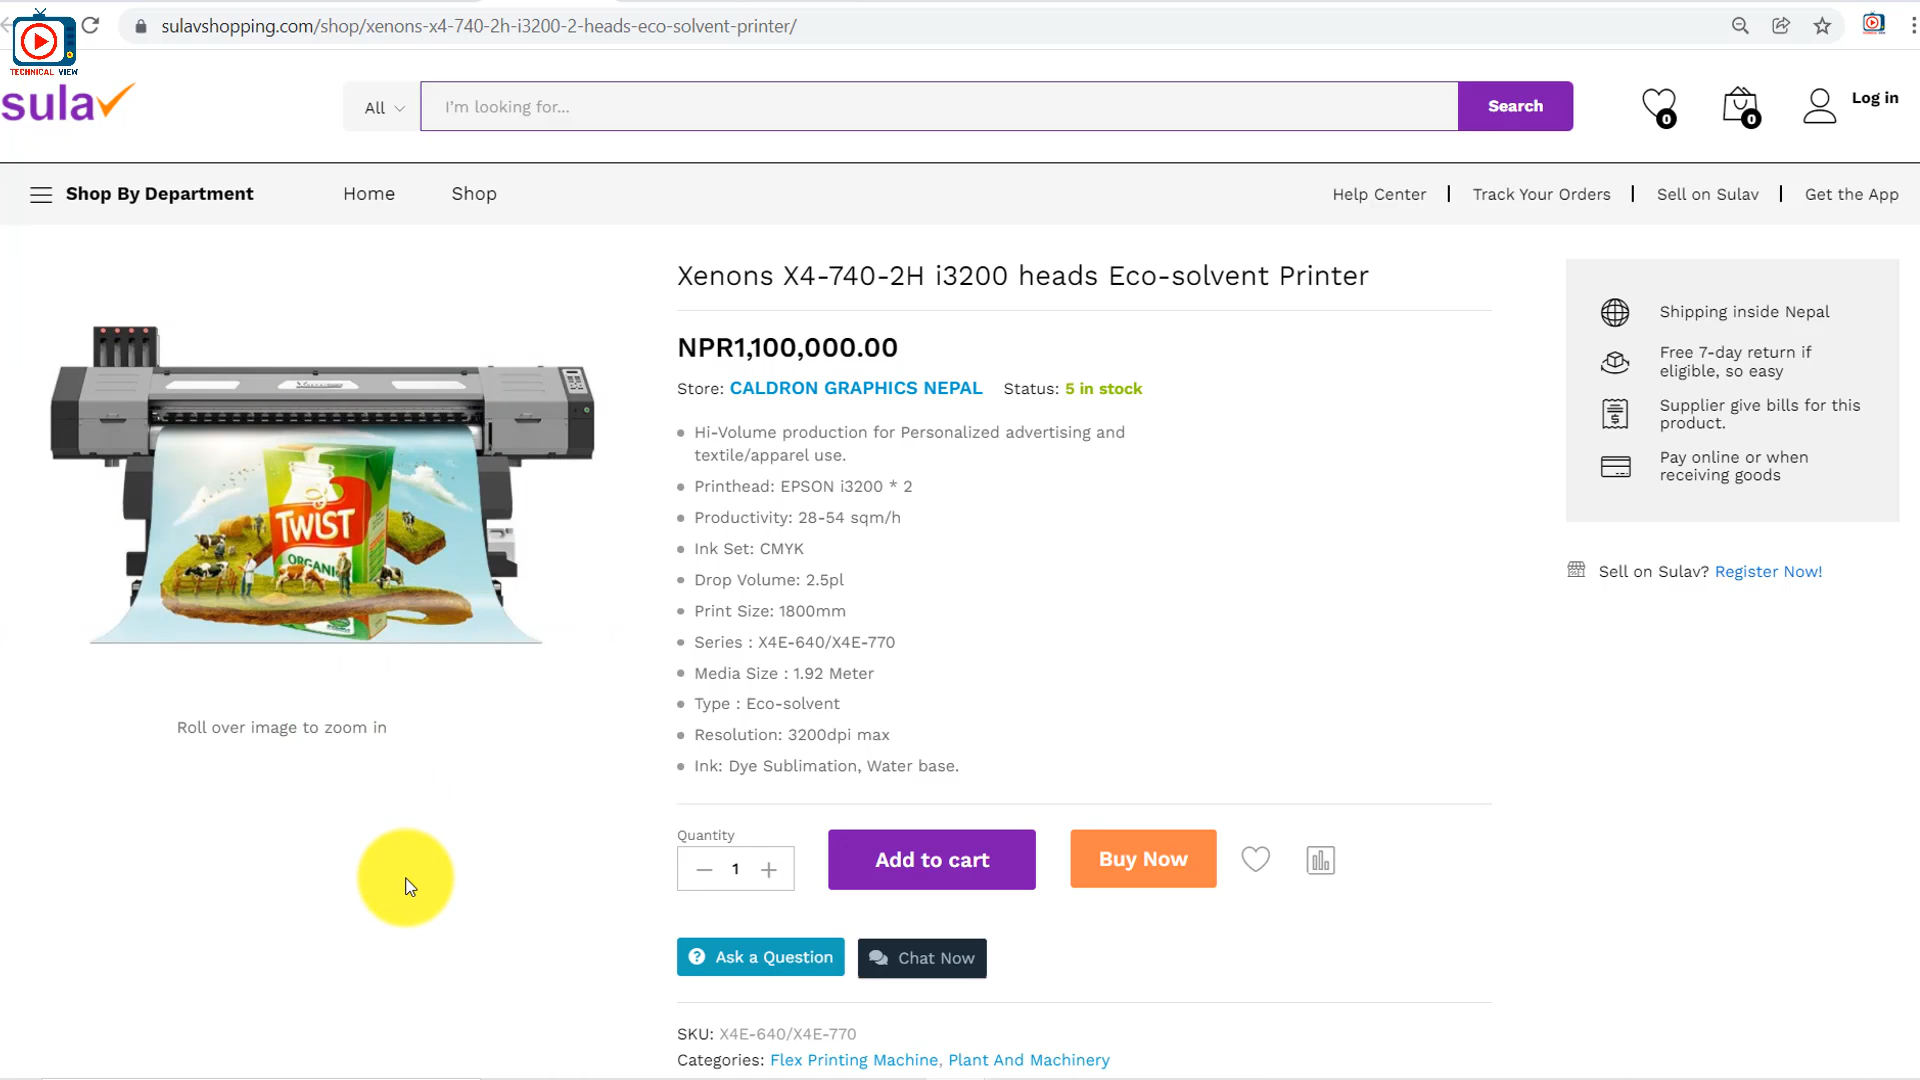 sulavshopping.com/shop/xenons-x4-740-2h-i3200-2-heads-eco-solvent-printer/
TECHNICAL VIEW
sulav
All
I'm looking for...
Search
0
0
Log in
Shop By Department
Home
Shop
Help Center
Track Your Orders
Sell on Sulav
Get the App
Xenons X4-740-2H i3200 heads Eco-solvent Printer
NPR1,100,000.00
Store: CALDRON GRAPHICS NEPAL Status: 5 in stock
Hi-Volume production for Personalized advertising and
textile/apparel use.
Printhead: EPSON i3200 * 2
Productivity: 28-54 sqm/h
Ink Set: CMYK
Drop Volume: 2.5pl
Print Size: 1800mm
Series : X4E-640/X4E-770
Media Size : 1.92 Meter
Type : Eco-solvent
Resolution: 3200dpi max
Ink: Dye Sublimation, Water base.
TWIST
ORGANIC
Roll over image to zoom in
Quantity
1
Add to cart
Buy Now
Ask a Question
Chat Now
SKU: X4E-640/X4E-770
Categories: Flex Printing Machine, Plant And Machinery
Shipping inside Nepal
Free 7-day return if
eligible, so easy
Supplier give bills for this
product.
Pay online or when
receiving goods
Sell on Sulav? Register Now!